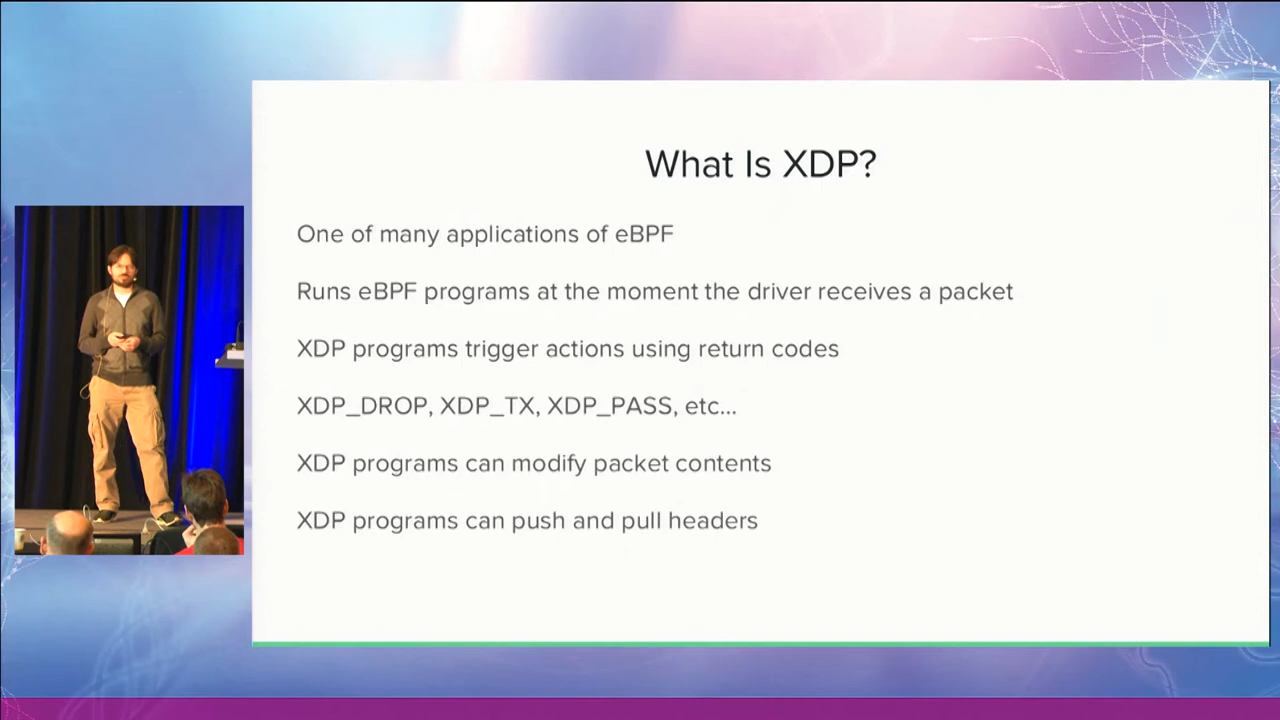 What Is XDP?
One of many applications of eBPF
Runs eBPF programs at the moment the driver receives a packet
XDP programs trigger actions using return codes
XDP_DROP, XDP_TX, XDP_PASS, etc...
XDP programs can modify packet contents
XDP programs can push and pull headers